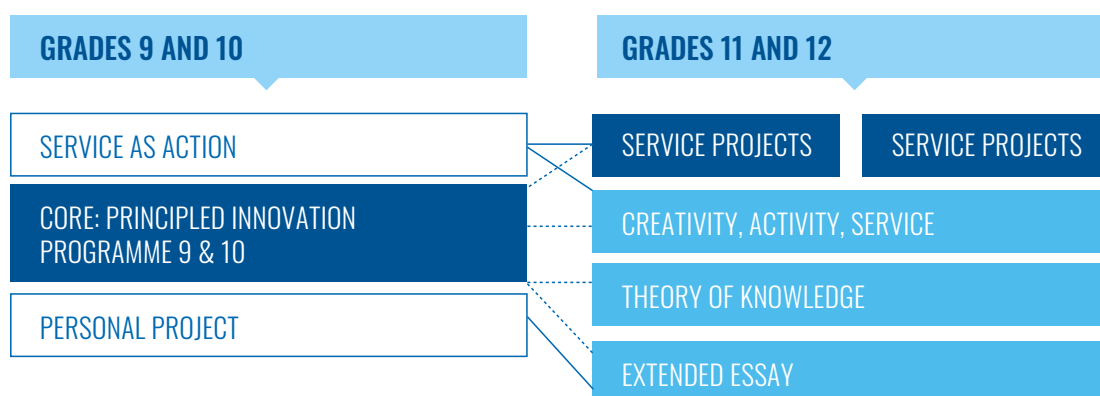 GRADES 9 AND 10
SERVICE AS ACTION
CORE: PRINCIPLED INNOVATION
PROGRAMME 9 & 10
PERSONAL PROJECT
GRADES 11 AND 12
SERVICE PROJECTS
SERVICE PROJECTS
CREATIVITY, ACTIVITY, SERVICE
THEORY OF KNOWLEDGE
EXTENDED ESSAY